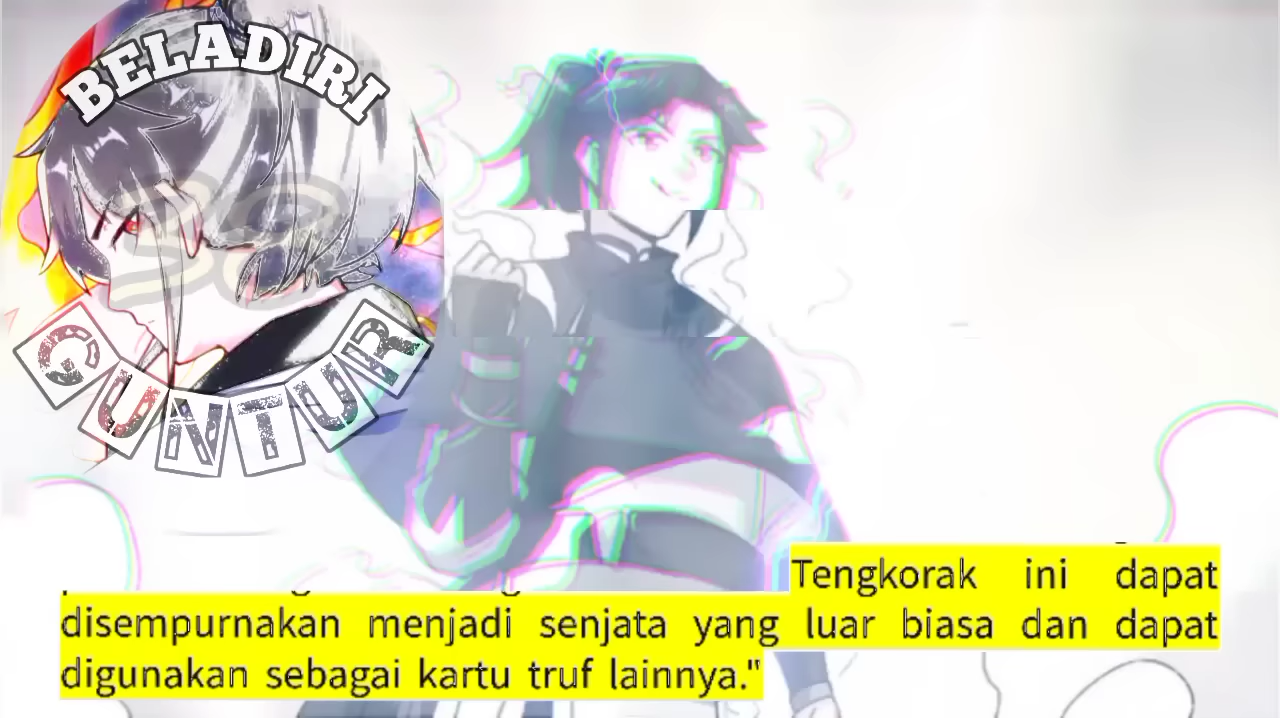 BELADIRI
GUNTUR
Tengkorak ini dapat
disempurnakan menjadi senjata yang luar biasa dan dapat
digunakan sebagai kartu truf lainnya."